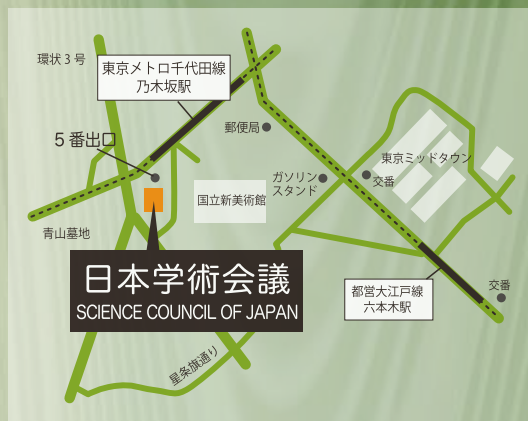 環状3号
東京メトロ千代田線
乃木坂駅
5番出口
郵便局
東京ミッドタウン
ガソリン
スタンド
交番
国立新美術館
青山墓地
日本学術会議
SCIENCE COUNCIL OF JAPAN
都営大江戸線
六本木駅
交番
星条旗通り